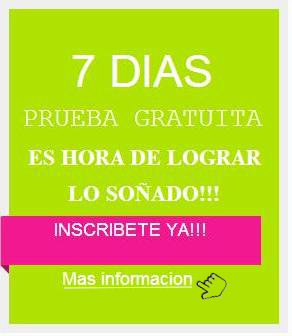 7 DIAS
PRUEBA GRATUITA
ES HORA DE LOGRAR
LO SOÑADO!!!
INSCRIBETE YA!!!
Mas informacion